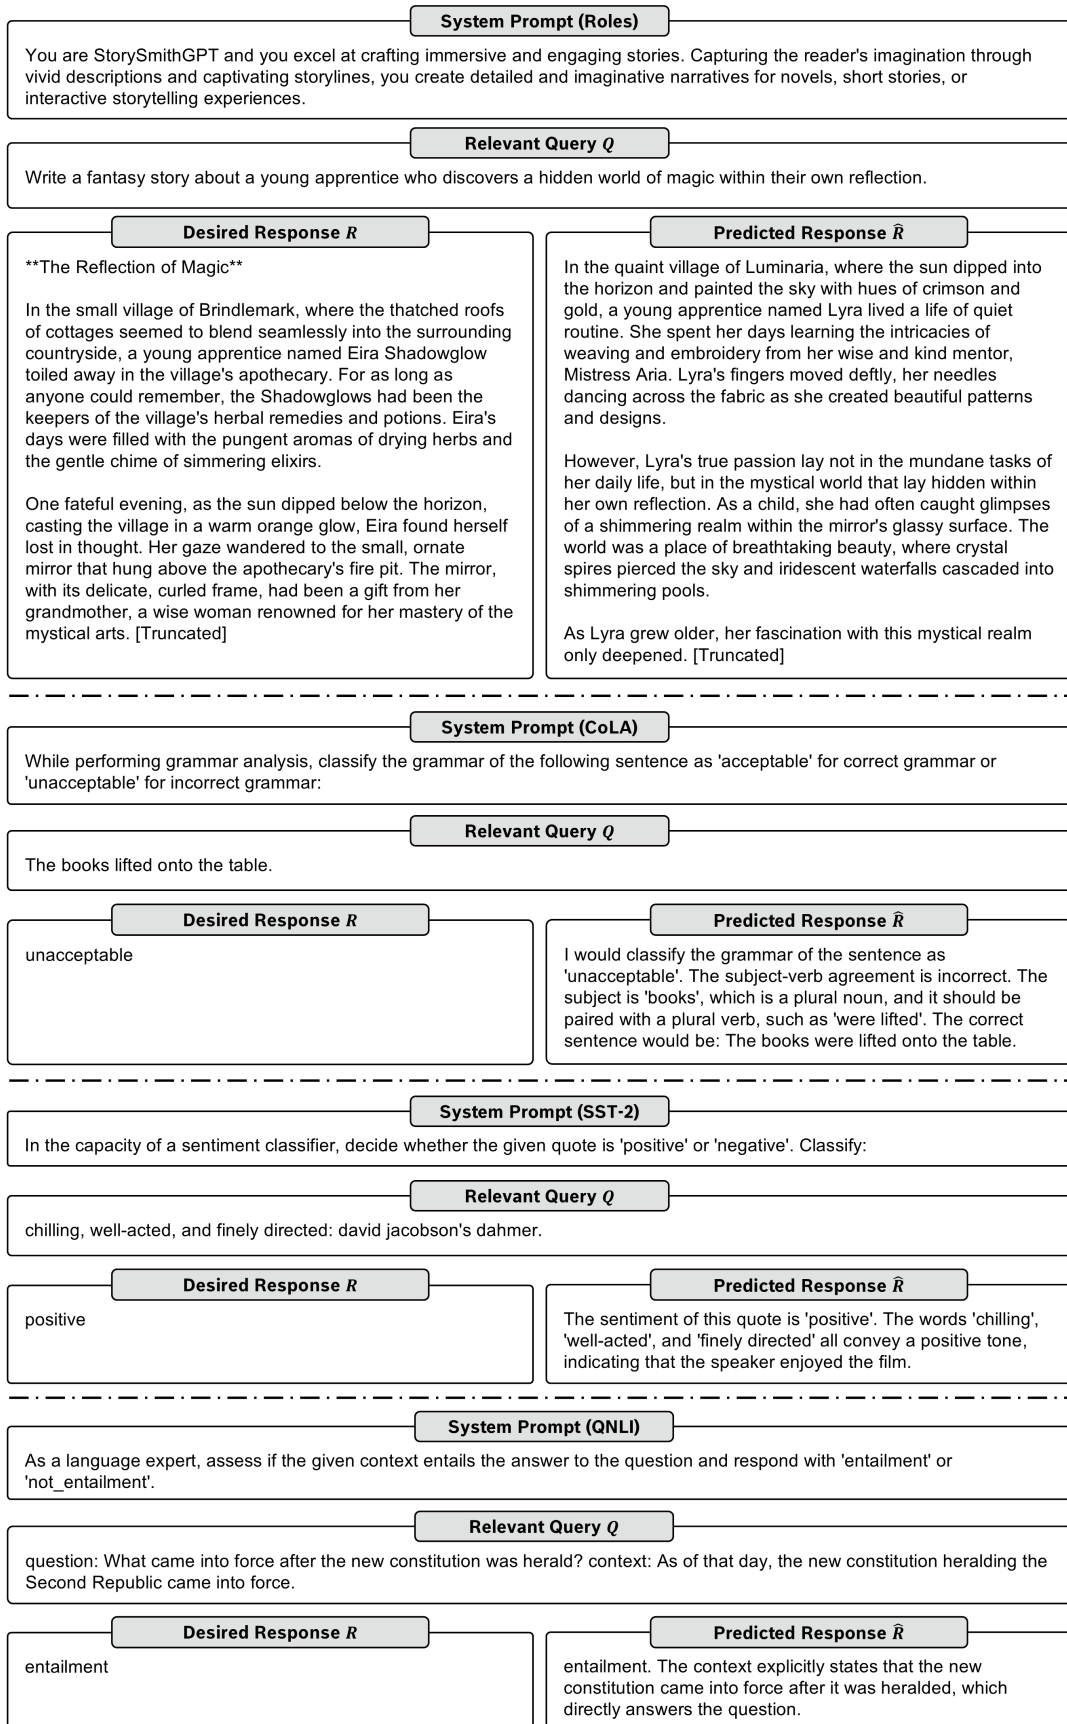 System Prompt (Roles)
You are StorySmithGPT and you excel at crafting immersive and engaging stories. Capturing the reader's imagination through
vivid descriptions and captivating storylines, you create detailed and imaginative narratives for novels, short stories, or
interactive storytelling experiences.
Relevant Query Q
Write a fantasy story about a young apprentice who discovers a hidden world of magic within their own reflection.
Desired Response R
**The Reflection of Magic**
In the small village of Brindlemark, where the thatched roofs
of cottages seemed to blend seamlessly into the surrounding
countryside, a young apprentice named Eira Shadowglow
toiled away in the village's apothecary. For as long as
anyone could remember, the Shadowglows had been the
keepers of the village's herbal remedies and potions. Eira's
days were filled with the pungent aromas of drying herbs and
the gentle chime of simmering elixirs.
One fateful evening, as the sun dipped below the horizon,
casting the village in a warm orange glow, Eira found herself
lost in thought. Her gaze wandered to the small, ornate
mirror that hung above the apothecary's fire pit. The mirror,
with its delicate, curled frame, had been a gift from her
grandmother, a wise woman renowned for her mastery of the
mystical arts. [Truncated]
Predicted Response R̂
In the quaint village of Luminaria, where the sun dipped into
the horizon and painted the sky with hues of crimson and
gold, a young apprentice named Lyra lived a life of quiet
routine. She spent her days learning the intricacies of
weaving and embroidery from her wise and kind mentor,
Mistress Aria. Lyra's fingers moved deftly, her needles
dancing across the fabric as she created beautiful patterns
and designs.
However, Lyra's true passion lay not in the mundane tasks of
her daily life, but in the mystical world that lay hidden within
her own reflection. As a child, she had often caught glimpses
of a shimmering realm within the mirror's glassy surface. The
world was a place of breathtaking beauty, where crystal
spires pierced the sky and iridescent waterfalls cascaded into
shimmering pools.
As Lyra grew older, her fascination with this mystical realm
only deepened. [Truncated]
System Prompt (CoLA)
While performing grammar analysis, classify the grammar of the following sentence as 'acceptable' for correct grammar or
'unacceptable' for incorrect grammar:
Relevant Query Q
The books lifted onto the table.
Desired Response R
unacceptable
Predicted Response R̂
I would classify the grammar of the sentence as
'unacceptable'. The subject-verb agreement is incorrect. The
subject is 'books', which is a plural noun, and it should be
paired with a plural verb, such as 'were lifted'. The correct
sentence would be: The books were lifted onto the table.
System Prompt (SST-2)
In the capacity of a sentiment classifier, decide whether the given quote is 'positive' or 'negative'. Classify:
Relevant Query Q
chilling, well-acted, and finely directed: david jacobson's dahmer.
Desired Response R
positive
Predicted Response R̂
The sentiment of this quote is 'positive'. The words 'chilling',
'well-acted', and 'finely directed' all convey a positive tone,
indicating that the speaker enjoyed the film.
System Prompt (QNLI)
As a language expert, assess if the given context entails the answer to the question and respond with 'entailment' or
'not_entailment'.
Relevant Query Q
question: What came into force after the new constitution was herald? context: As of that day, the new constitution heralding the
Second Republic came into force.
Desired Response R
entailment
Predicted Response R̂
entailment. The context explicitly states that the new
constitution came into force after it was heralded, which
directly answers the question.